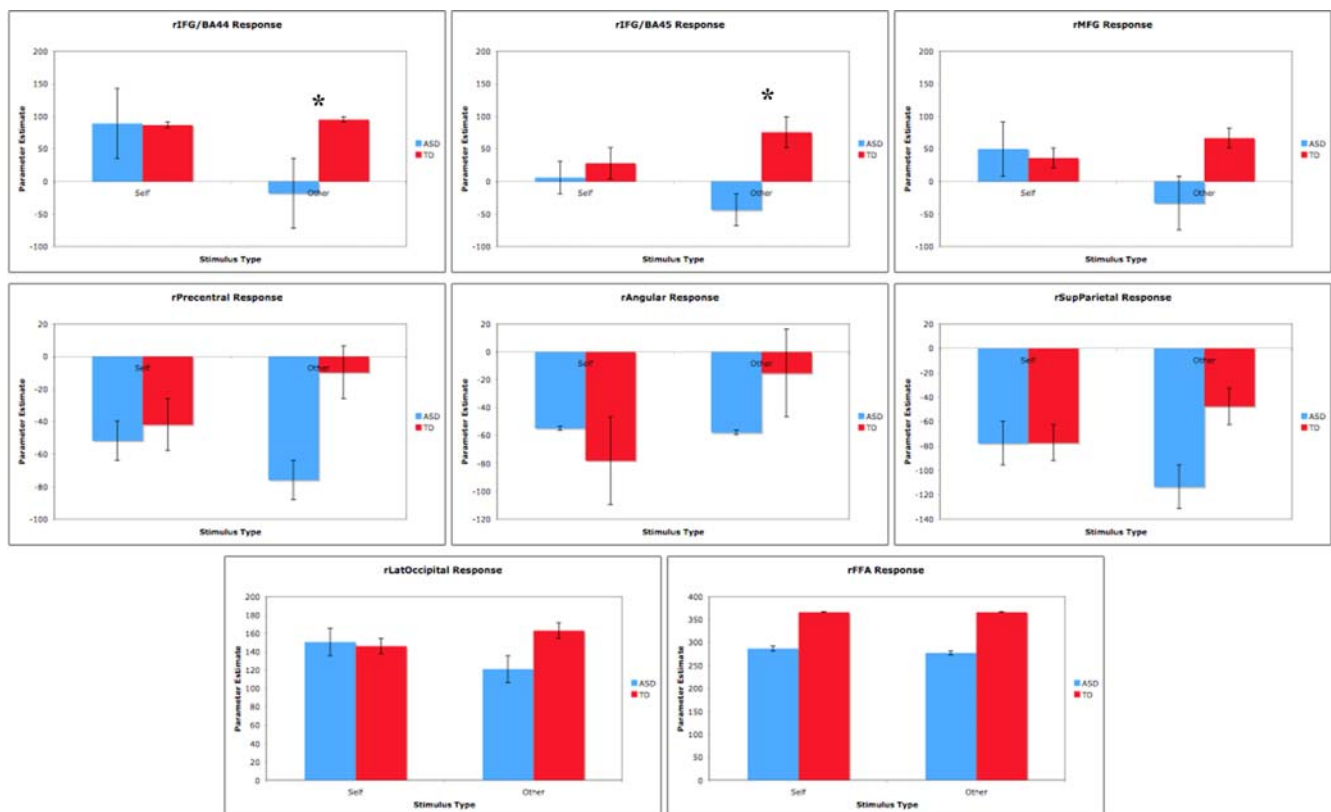 rIFG/BA44 Response
200
150
100
50
0
-50
-100
Parameter Estimate
*
Self
Other
Stimulus Type
ASD
TD
rIFG/BA45 Response
200
150
100
50
0
-50
-100
Parameter Estimate
*
Self
Other
Stimulus Type
ASD
TD
rMFG Response
200
150
100
50
0
-50
-100
Parameter Estimate
Self
Other
Stimulus Type
ASD
TD
rPrecentral Response
20
0
-20
-40
-60
-80
-100
Parameter Estimate
Self
Other
Stimulus Type
ASD
TD
rAngular Response
20
0
-20
-40
-60
-80
-100
-120
Parameter Estimate
Self
Other
Stimulus Type
ASD
TD
rSupParietal Response
20
0
-20
-40
-60
-80
-100
-120
-140
Parameter Estimate
Self
Other
Stimulus Type
ASD
TD
rLatOccipital Response
200
180
160
140
120
100
80
60
40
20
0
Parameter Estimate
Self
Other
Stimulus Type
ASD
TD
rFFA Response
400
350
300
250
200
150
100
50
0
Parameter Estimate
Self
Other
Stimulus Type
ASD
TD